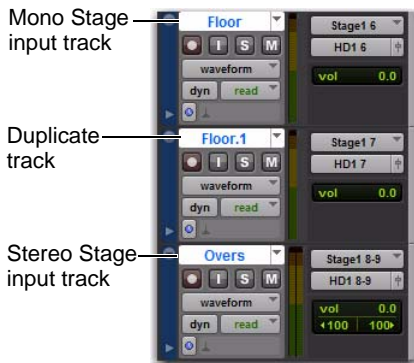 Mono Stage
input track
Floor
I S M
waveform
dyn read
Stage1 6
HD1 6
vol 0.0
Duplicate
track
Floor.1
I S M
waveform
dyn read
Stage1 7
HD1 7
vol 0.0
Stereo Stage
input track
Overs
I S M
waveform
dyn read
Stage1 8-9
HD1 8-9
vol 0.0
100 100